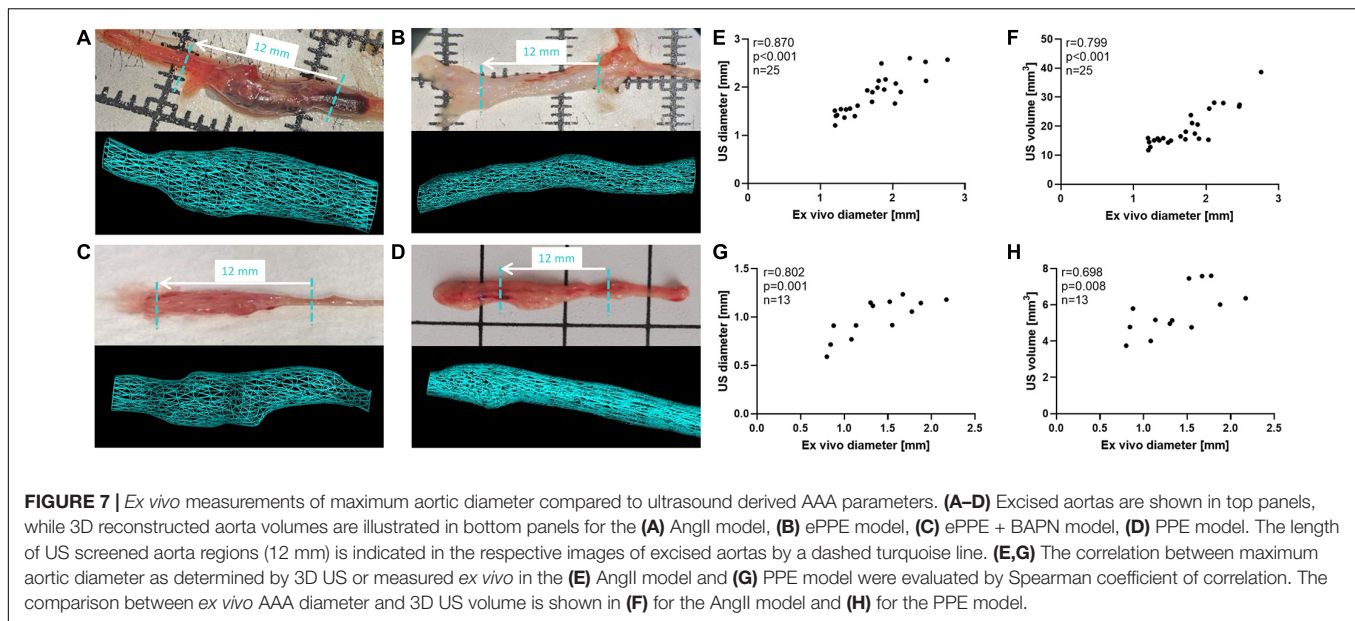 A
12 mm
B
12 mm
C
12 mm
D
12 mm
E
r=0.870
p<0.001
n=25
US diameter [mm]
3
2
1
0
0 1 2 3
Ex vivo diameter [mm]
F
r=0.799
p<0.001
n=25
US volume [mm³]
50
40
30
20
10
0
0 1 2 3
Ex vivo diameter [mm]
G
r=0.802
p=0.001
n=13
US diameter [mm]
1.5
1.0
0.5
0.0
0.0 0.5 1.0 1.5 2.0 2.5
Ex vivo diameter [mm]
H
r=0.698
p=0.008
n=13
US volume [mm³]
8
6
4
2
0
0.0 0.5 1.0 1.5 2.0 2.5
Ex vivo diameter [mm]
FIGURE 7 | Ex vivo measurements of maximum aortic diameter compared to ultrasound derived AAA parameters. (A–D) Excised aortas are shown in top panels,
while 3D reconstructed aorta volumes are illustrated in bottom panels for the (A) AngII model, (B) ePPE model, (C) ePPE + BAPN model, (D) PPE model. The length
of US screened aorta regions (12 mm) is indicated in the respective images of excised aortas by a dashed turquoise line. (E,G) The correlation between maximum
aortic diameter as determined by 3D US or measured ex vivo in the (E) AngII model and (G) PPE model were evaluated by Spearman coefficient of correlation. The
comparison between ex vivo AAA diameter and 3D US volume is shown in (F) for the AngII model and (H) for the PPE model.